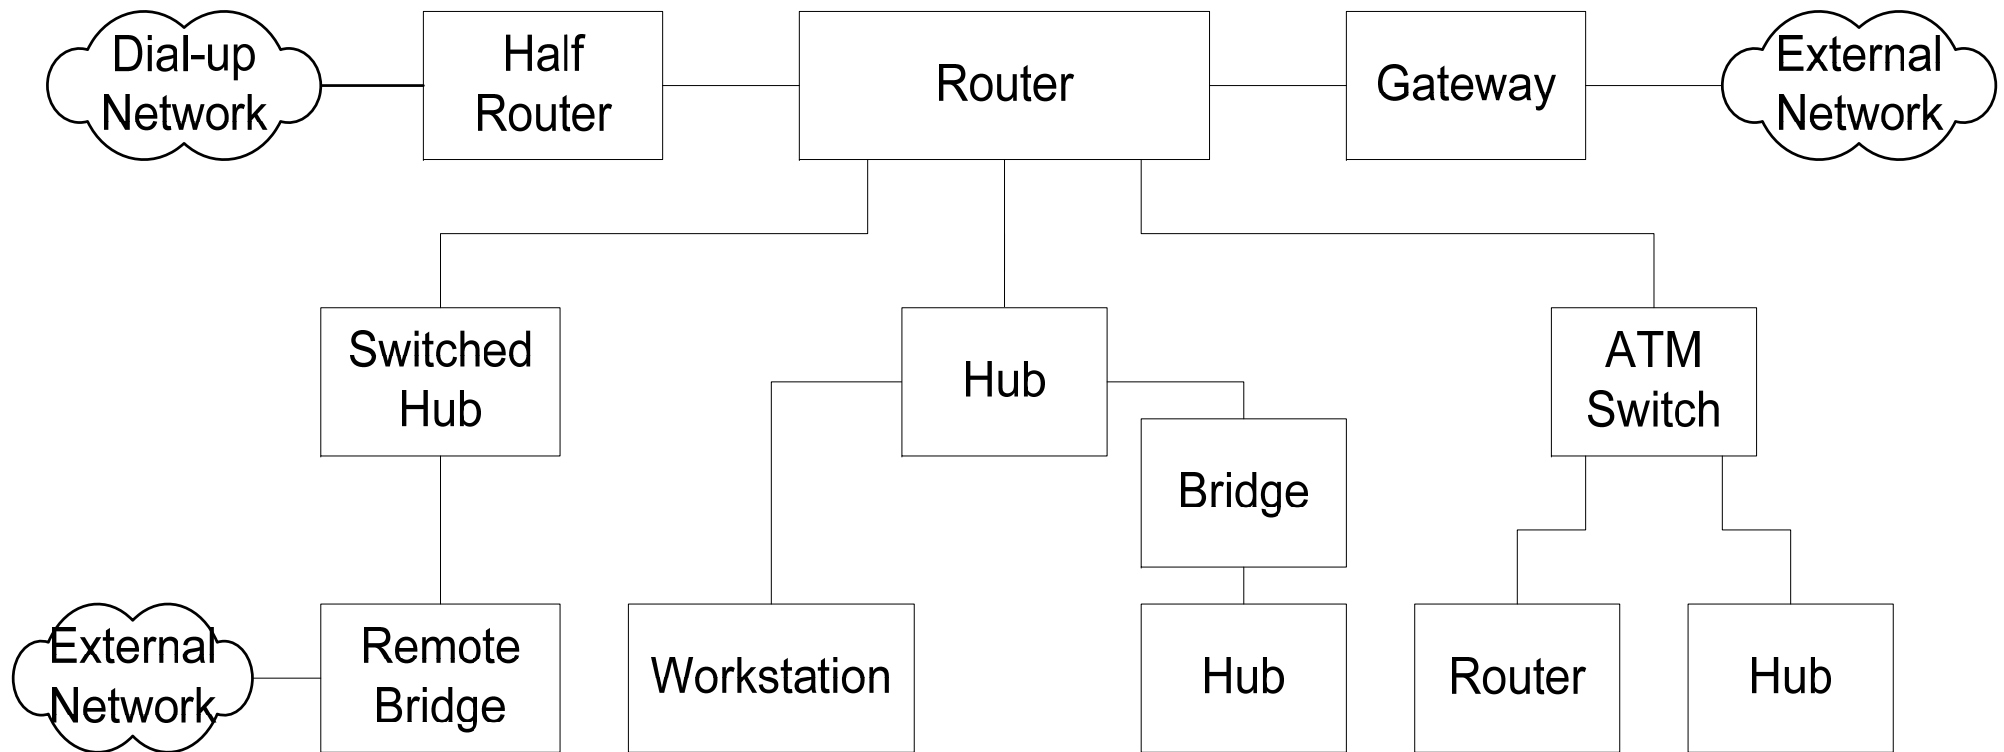 Dial-up
Network
Half
Router
Router
Gateway
External
Network
Switched
Hub
Hub
ATM
Switch
Bridge
External
Network
Remote
Bridge
Workstation
Hub
Router
Hub